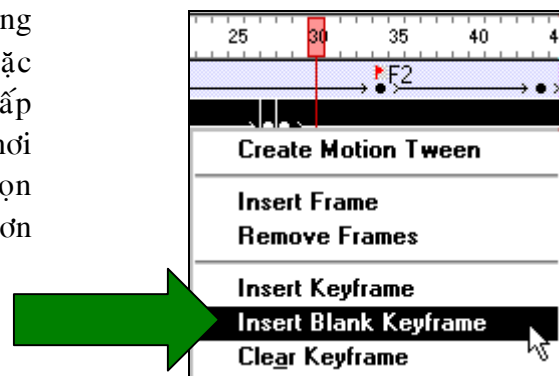 ng
ặc
ấp
ơi
ọn
ơn
25 30 35 40 4
F2
Create Motion Tween
Insert Frame
Remove Frames
Insert Keyframe
Insert Blank Keyframe
Clear Keyframe